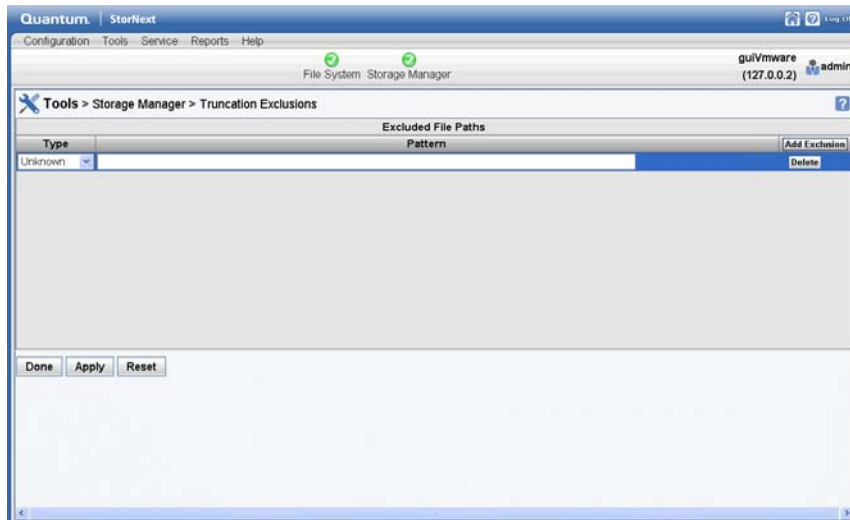 Quantum. StorNext
Log O
Configuration Tools Service Reports Help
File System Storage Manager
guiVmware
(127.0.0.2)
admin
Tools > Storage Manager > Truncation Exclusions
Excluded File Paths
Type Pattern Add Exclusion
Unknown Delete
Done Apply Reset